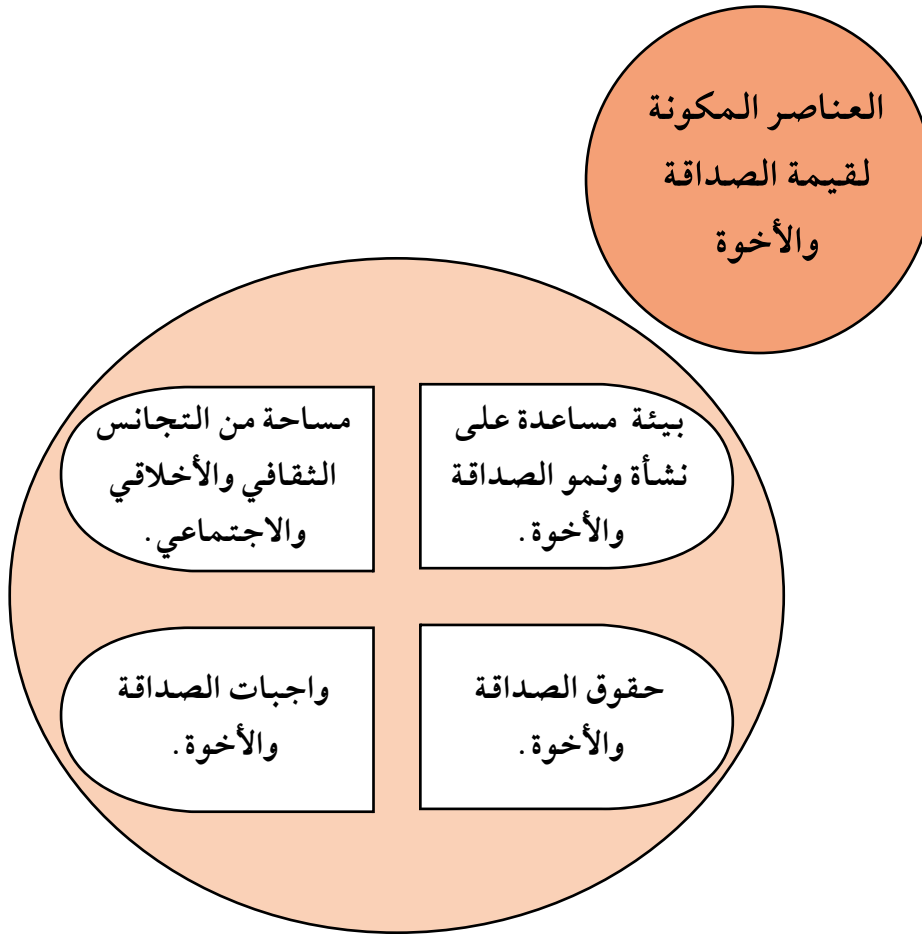 العناصر المكونة
لقيمة الصداقة
والأخوة
بيئة مساعدة على
نشأة ونمو الصداقة
والأخوة.
مساحة من التجانس
الثقافي والأخلاقي
والاجتماعي.
حقوق الصداقة
والأخوة.
واجبات الصداقة
والأخوة.